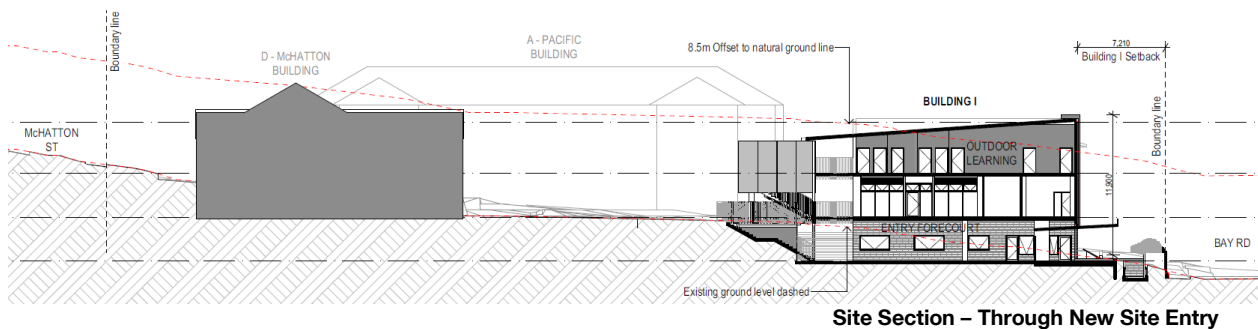 Boundary line
D - McHATTON
BUILDING
A - PACIFIC
BUILDING
8.5m Offset to natural ground line
7,210
Building I Setback
BUILDING I
Boundary line
McHATTON
ST
OUTDOOR
LEARNING
11,900
ENTRY FORECOURT
BAY RD
Existing ground level dashed
Site Section – Through New Site Entry